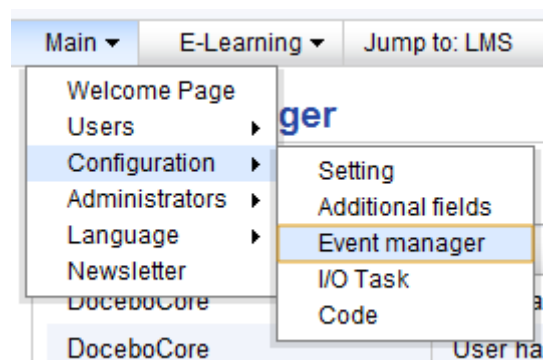 Main ▾ E-Learning ▾ Jump to: LMS
Welcome Page
ger
Users
Configuration
Setting
Administrators
Additional fields
Language
Event manager
Newsletter
I/O Task
DoceboCore
Code
DoceboCore
User ha